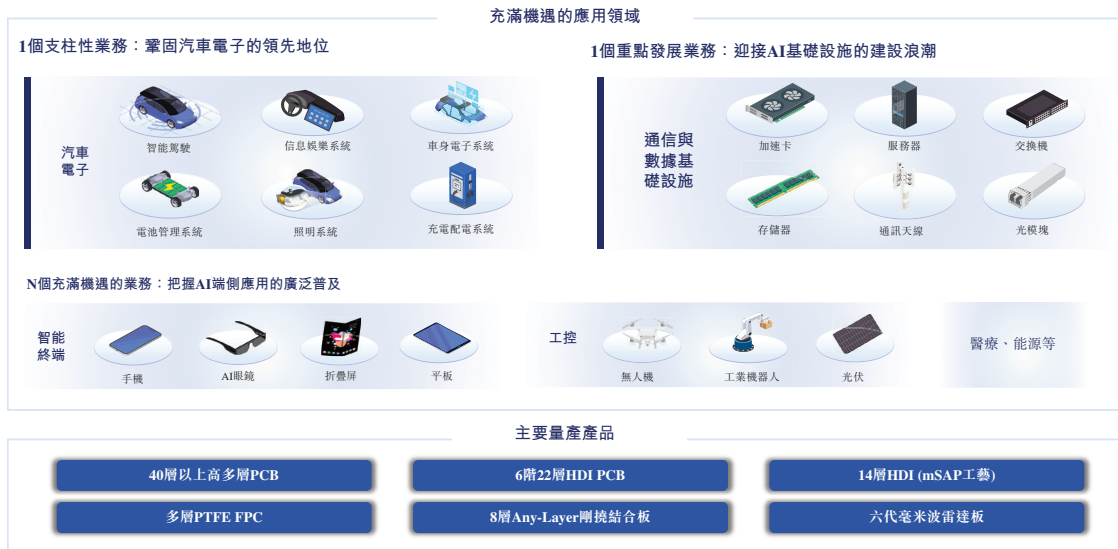 充滿機遇的應用領域
1個支柱性業務：鞏固汽車電子的領先地位
汽車
電子
智能駕駛
信息娛樂系統
車身電子系統
電池管理系統
照明系統
充電配電系統
1個重點發展業務：迎接AI基礎設施的建設浪潮
通信與
數據基
礎設施
加速卡
服務器
交換機
存儲器
通訊天線
光模塊
N個充滿機遇的業務：把握AI端側應用的廣泛普及
智能
終端
手機
AI眼鏡
折疊屏
平板
工控
無人機
工業機器人
光伏
醫療、能源等
主要量產產品
40層以上高多層PCB
6階22層HDI PCB
14層HDI (mSAP工藝)
多層PTFE FPC
8層Any-Layer剛撓結合板
六代毫米波雷達板